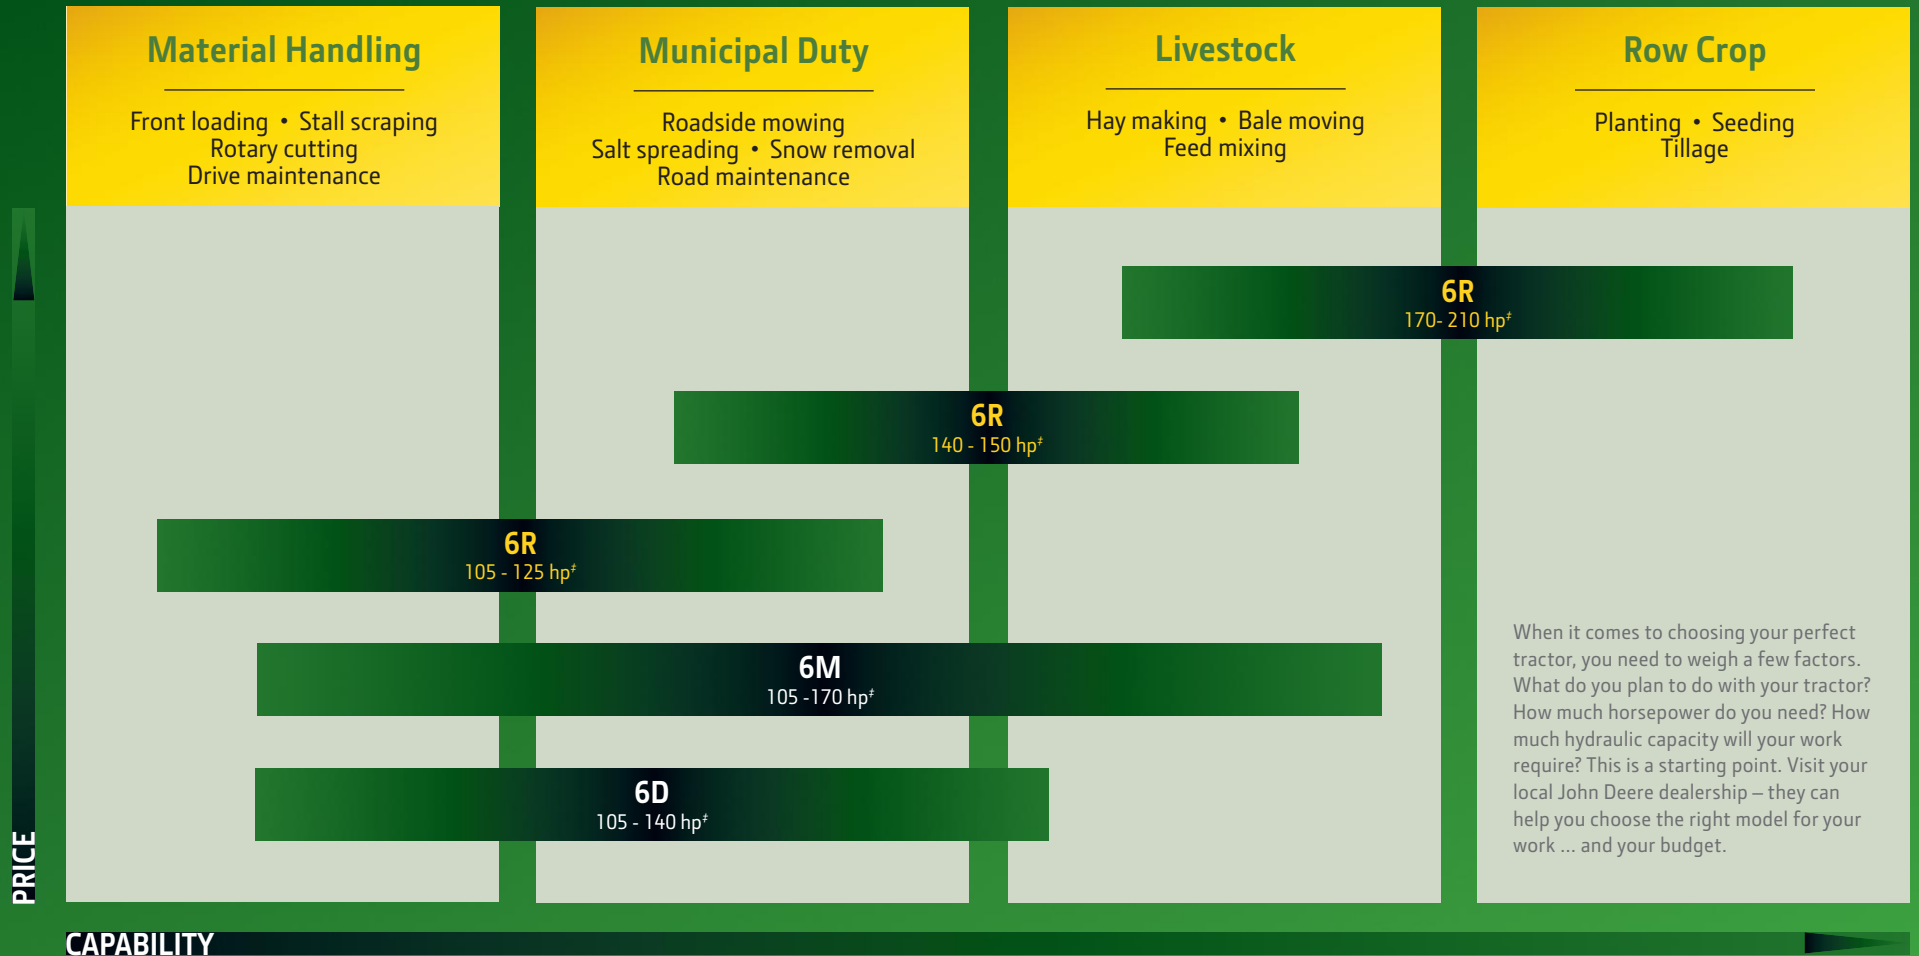 Material Handling
Front loading • Stall scraping
Rotary cutting
Drive maintenance
Municipal Duty
Roadside mowing
Salt spreading • Snow removal
Road maintenance
Livestock
Hay making • Bale moving
Feed mixing
Row Crop
Planting • Seeding
Tillage
6R
170- 210 hp‡
6R
140 - 150 hp‡
6R
105 - 125 hp‡
6M
105 -170 hp‡
6D
105 - 140 hp‡
When it comes to choosing your perfect
tractor, you need to weigh a few factors.
What do you plan to do with your tractor?
How much horsepower do you need? How
much hydraulic capacity will your work
require? This is a starting point. Visit your
local John Deere dealership – they can
help you choose the right model for your
work ... and your budget.
PRICE
CAPABILITY